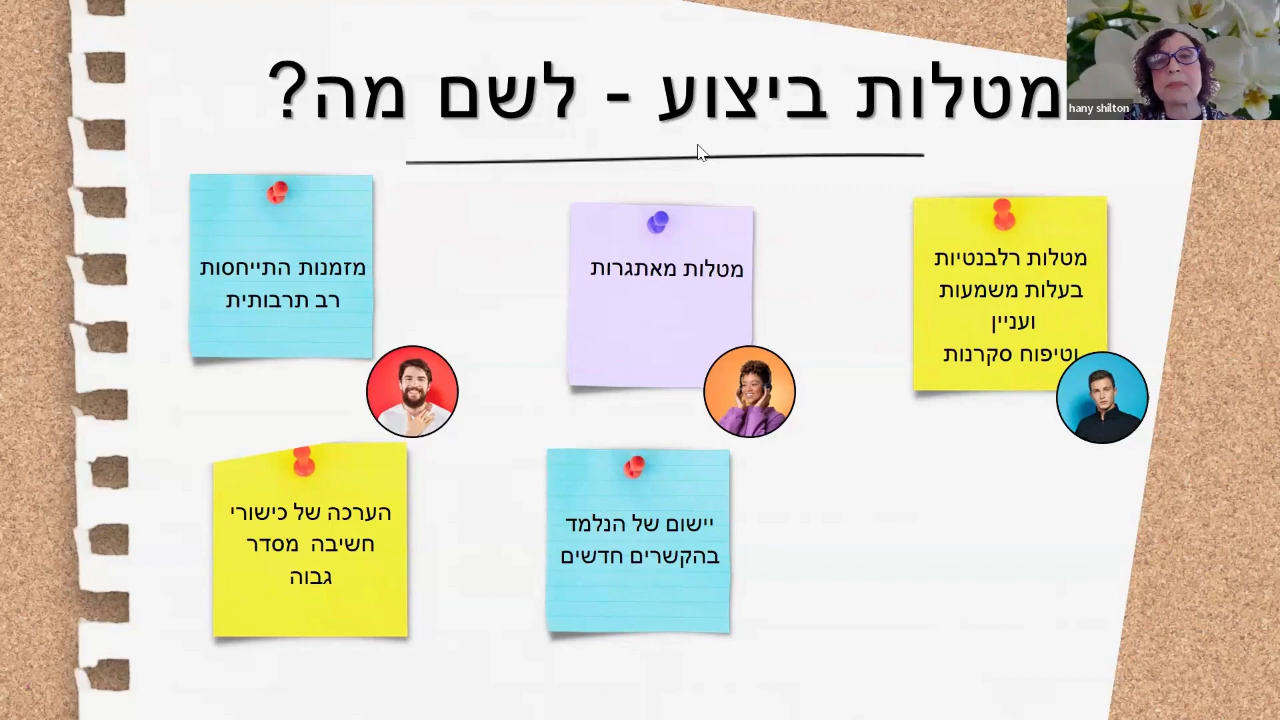 מטלות ביצוע - לשם מה?
hany shilton
מטלות רלבנטיות
בעלות משמעות
ועניין
וטיפוח סקרנות
מטלות מאתגרות
מזמנות התייחסות
רב תרבותית
יישום של הנלמד
בהקשרים חדשים
הערכה של כישורי
חשיבה מסדר
גבוה